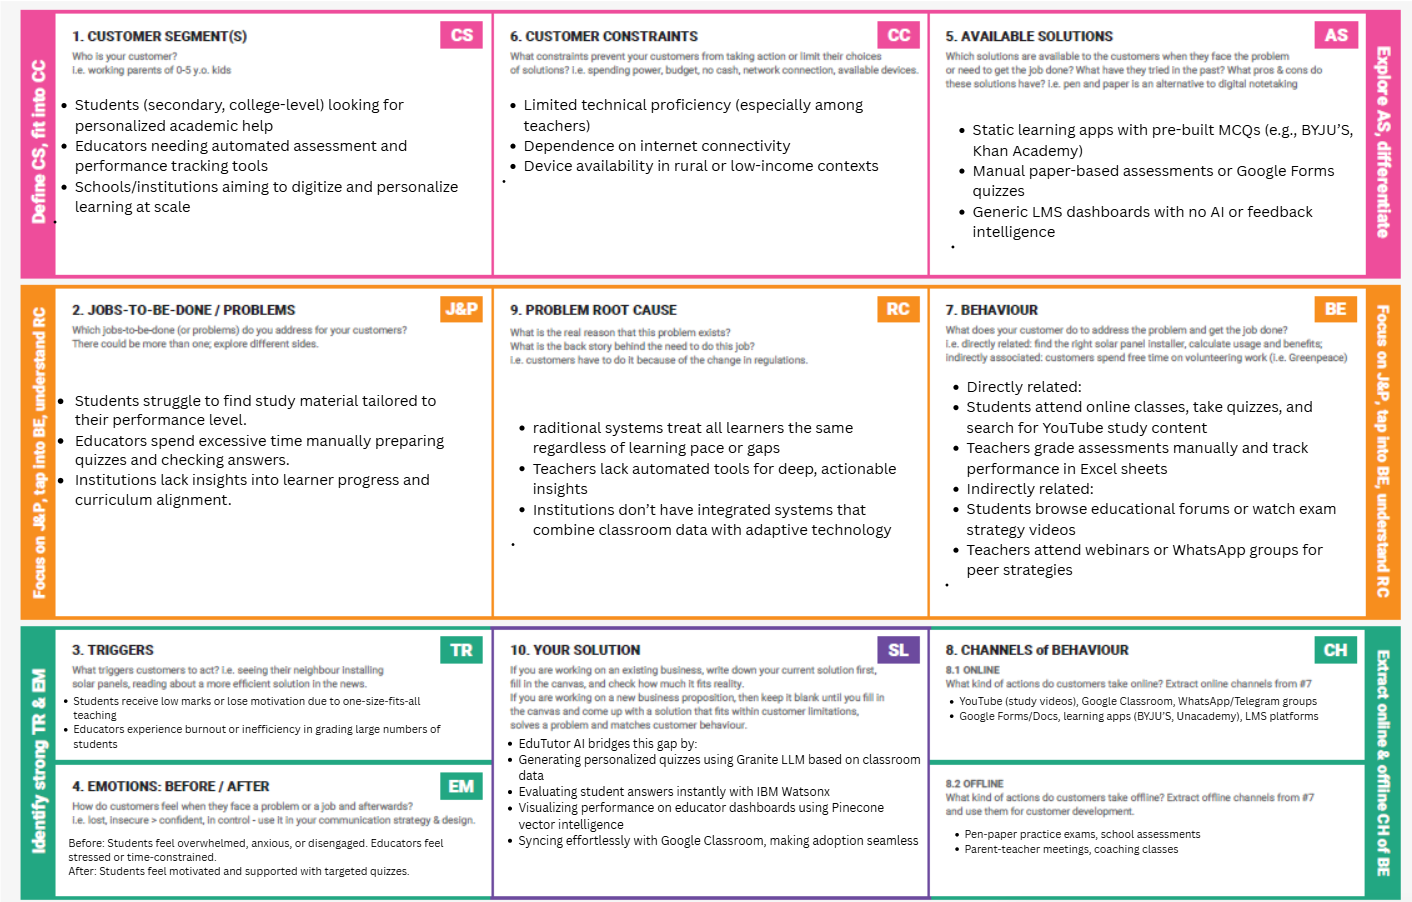 Define CS, fit into CC
1. CUSTOMER SEGMENT(S)
CS
Who is your customer?
i.e. working parents of 0-5 y.o. kids
• Students (secondary, college-level) looking for
personalized academic help
• Educators needing automated assessment and
performance tracking tools
• Schools/institutions aiming to digitize and personalize
learning at scale
6. CUSTOMER CONSTRAINTS
CC
What constraints prevent your customers from taking action or limit their choices
of solutions? i.e. spending power, budget, no cash, network connection, available devices.
• Limited technical proficiency (especially among
teachers)
• Dependence on internet connectivity
• Device availability in rural or low-income contexts
5. AVAILABLE SOLUTIONS
AS
Which solutions are available to the customers when they face the problem
or need to get the job done? What have they tried in the past? What pros & cons do
these solutions have? i.e. pen and paper is an alternative to digital notetaking
• Static learning apps with pre-built MCQs (e.g., BYJU’S,
Khan Academy)
• Manual paper-based assessments or Google Forms
quizzes
• Generic LMS dashboards with no AI or feedback
intelligence
Explore AS, differentiate
Focus on J&P, tap into BE, understand RC
2. JOBS-TO-BE-DONE / PROBLEMS
J&P
Which jobs-to-be-done (or problems) do you address for your customers?
There could be more than one; explore different sides.
• Students struggle to find study material tailored to
their performance level.
• Educators spend excessive time manually preparing
quizzes and checking answers.
• Institutions lack insights into learner progress and
curriculum alignment.
9. PROBLEM ROOT CAUSE
RC
What is the real reason that this problem exists?
What is the back story behind the need to do this job?
i.e. customers have to do it because of the change in regulations.
• raditional systems treat all learners the same
regardless of learning pace or gaps
• Teachers lack automated tools for deep, actionable
insights
• Institutions don’t have integrated systems that
combine classroom data with adaptive technology
7. BEHAVIOUR
BE
What does your customer do to address the problem and get the job done?
i.e. directly related: find the right solar panel installer, calculate usage and benefits;
indirectly associated: customers spend free time on volunteering work (i.e. Greenpeace)
• Directly related:
• Students attend online classes, take quizzes, and
search for YouTube study content
• Teachers grade assessments manually and track
performance in Excel sheets
• Indirectly related:
• Students browse educational forums or watch exam
strategy videos
• Teachers attend webinars or WhatsApp groups for
peer strategies
Focus on J&P, tap into BE, understand RC
Identify strong TR & EM
3. TRIGGERS
TR
What triggers customers to act? i.e. seeing their neighbour installing
solar panels, reading about a more efficient solution in the news.
• Students receive low marks or lose motivation due to one-size-fits-all
teaching
• Educators experience burnout or inefficiency in grading large numbers of
students
4. EMOTIONS: BEFORE / AFTER
EM
How do customers feel when they face a problem or a job and afterwards?
i.e. lost, insecure > confident, in control - use it in your communication strategy & design.
Before: Students feel overwhelmed, anxious, or disengaged. Educators feel
stressed or time-constrained.
After: Students feel motivated and supported with targeted quizzes.
10. YOUR SOLUTION
SL
If you are working on an existing business, write down your current solution first,
fill in the canvas, and check how much it fits reality.
If you are working on a new business proposition, then keep it blank until you fill in
the canvas and come up with a solution that fits within customer limitations,
solves a problem and matches customer behaviour.
• EduTutor AI bridges this gap by:
• Generating personalized quizzes using Granite LLM based on classroom
data
• Evaluating student answers instantly with IBM Watsonx
• Visualizing performance on educator dashboards using Pinecone
vector intelligence
• Syncing effortlessly with Google Classroom, making adoption seamless
8. CHANNELS of BEHAVIOUR
CH
8.1 ONLINE
What kind of actions do customers take online? Extract online channels from #7
• YouTube (study videos), Google Classroom, WhatsApp/Telegram groups
• Google Forms/Docs, learning apps (BYJU’S, Unacademy), LMS platforms
8.2 OFFLINE
What kind of actions do customers take offline? Extract offline channels from #7
and use them for customer development.
• Pen-paper practice exams, school assessments
• Parent-teacher meetings, coaching classes
Extract online & offline CH of BE